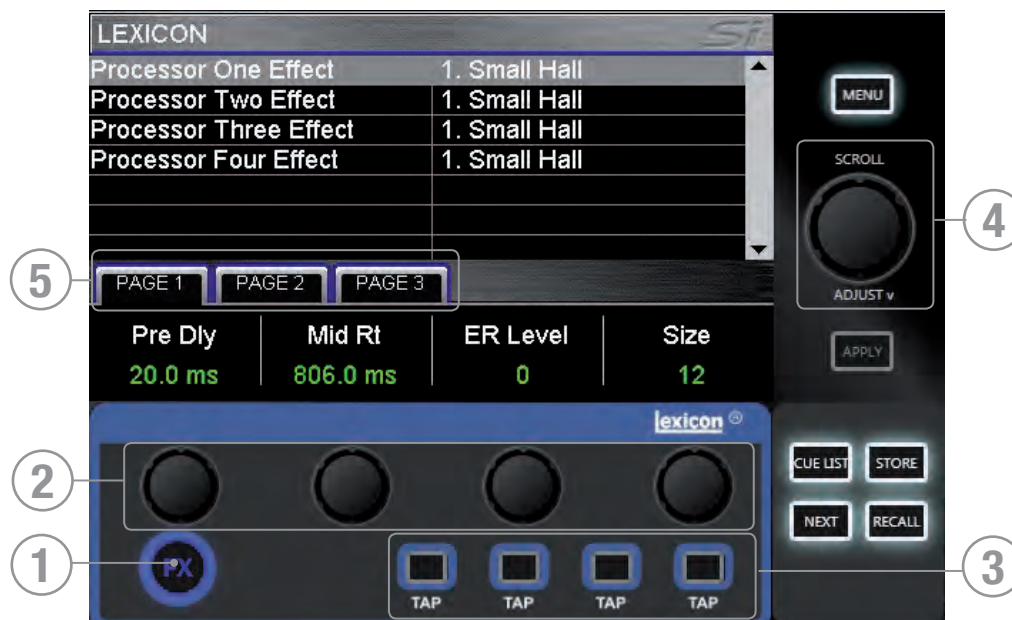 LEXICON Si
Processor One Effect 1. Small Hall
Processor Two Effect 1. Small Hall
Processor Three Effect 1. Small Hall
Processor Four Effect 1. Small Hall
MENU
SCROLL
4
ADJUST v
5
PAGE 1 PAGE 2 PAGE 3
Pre Dly Mid Rt ER Level Size
20.0 ms 806.0 ms 0 12
APPLY
lexicon ®
2
CUE LIST STORE
NEXT RECALL
1
FX
3
TAP TAP TAP TAP